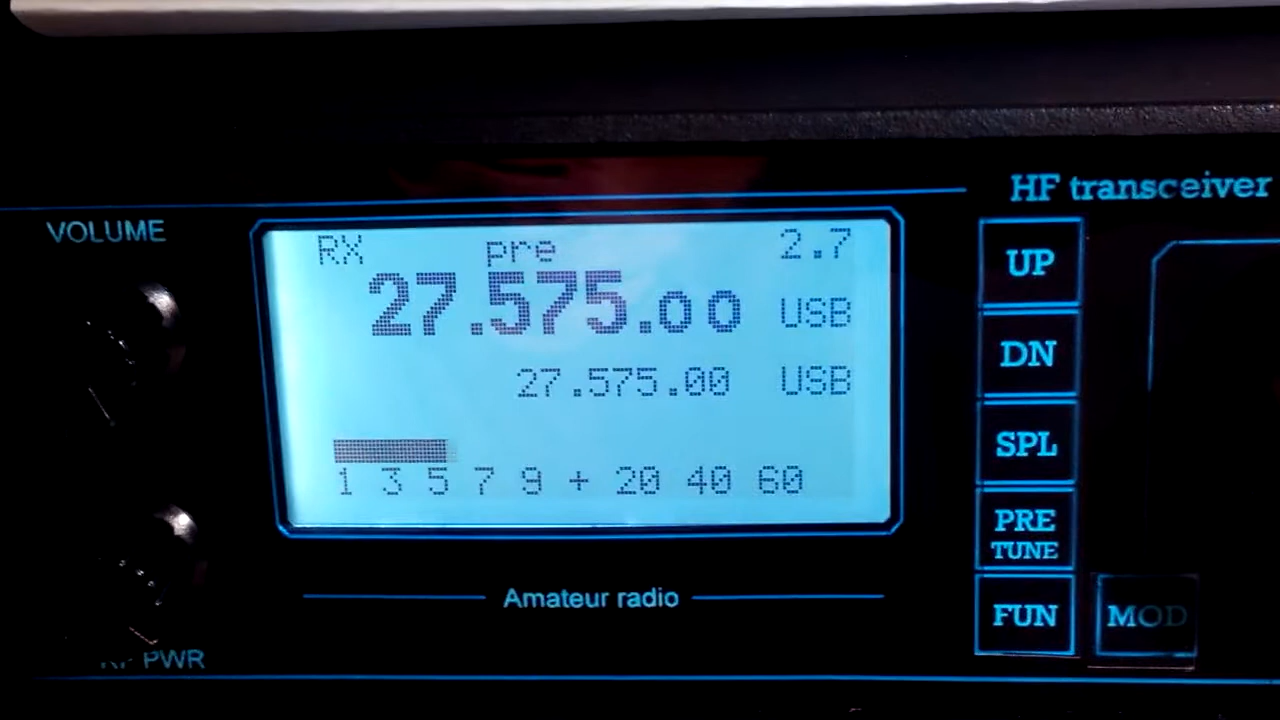 HF transceiver
VOLUME
RX pre 2.7
27.575.00 USB
27.575.00 USB
1 3 5 7 9 + 20 40 60
UP
DN
SPL
PRE
TUNE
FUN
MOD
Amateur radio
PWR